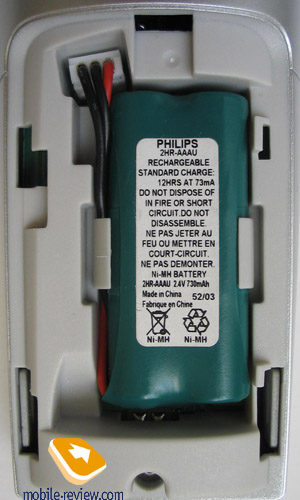 PHILIPS
2HR-AAAU
RECHARGEABLE
STANDARD CHARGE:
12HRS AT 73mA
DO NOT DISPOSE OF
IN FIRE OR SHORT
CIRCUIT.DO NOT
DISASSEMBLE.
NE PAS JETER AU
FEU OU METTRE EN
COURT-CIRCUIT.
NE PAS DEMANTELER.
Ni-MH BATTERY
2HR-AAAU 2.4V 730mAh
Made in China 52/03
Fabrique en Chine
Ni-MH Ni-MH
mobile-review.com